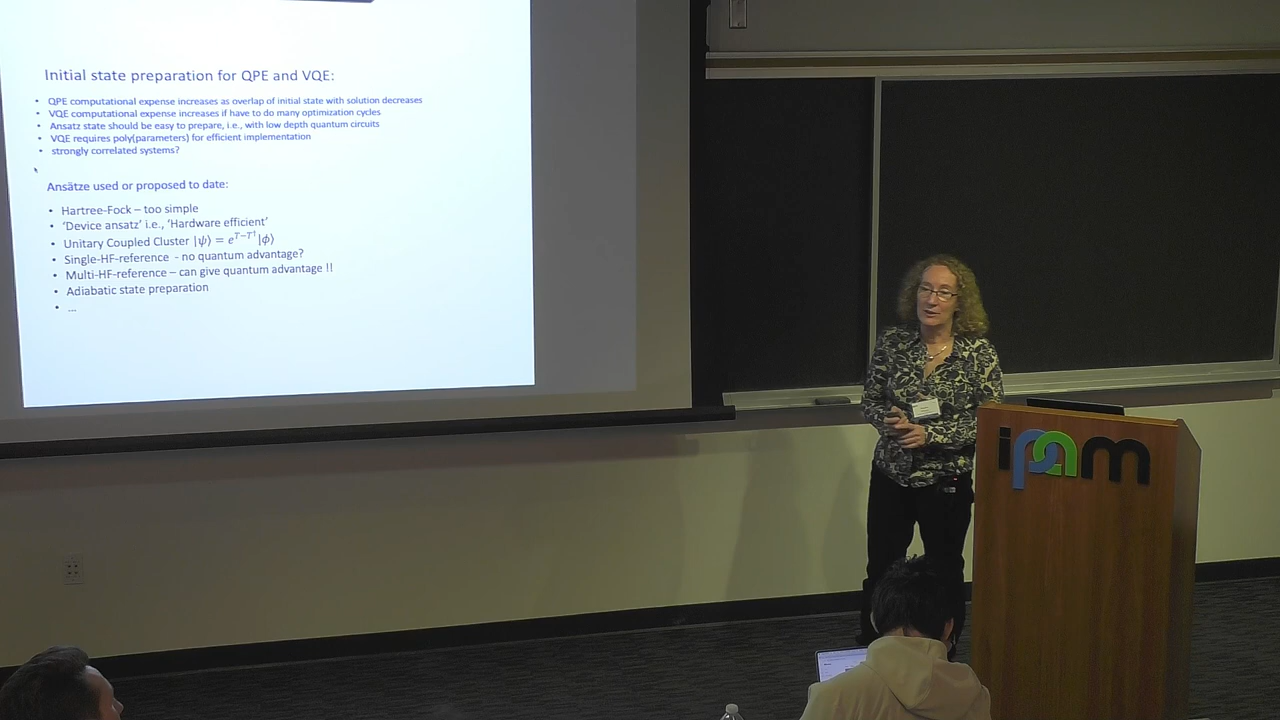 Initial state preparation for QPE and VQE:
• QPE computational expense increases as overlap of initial state with solution decreases
• VQE computational expense increases if have to do many optimization cycles
• Ansatz state should be easy to prepare, i.e., with low depth quantum circuits
• VQE requires poly(parameters) for efficient implementation
• strongly correlated systems?
Ansätze used or proposed to date:
• Hartree-Fock – too simple
• 'Device ansatz' i.e., 'Hardware efficient'
• Unitary Coupled Cluster |ψ⟩ = e^{T−T†}|ϕ⟩
• Single-HF-reference - no quantum advantage?
• Multi-HF-reference – can give quantum advantage !!
• Adiabatic state preparation
• ...
ipam